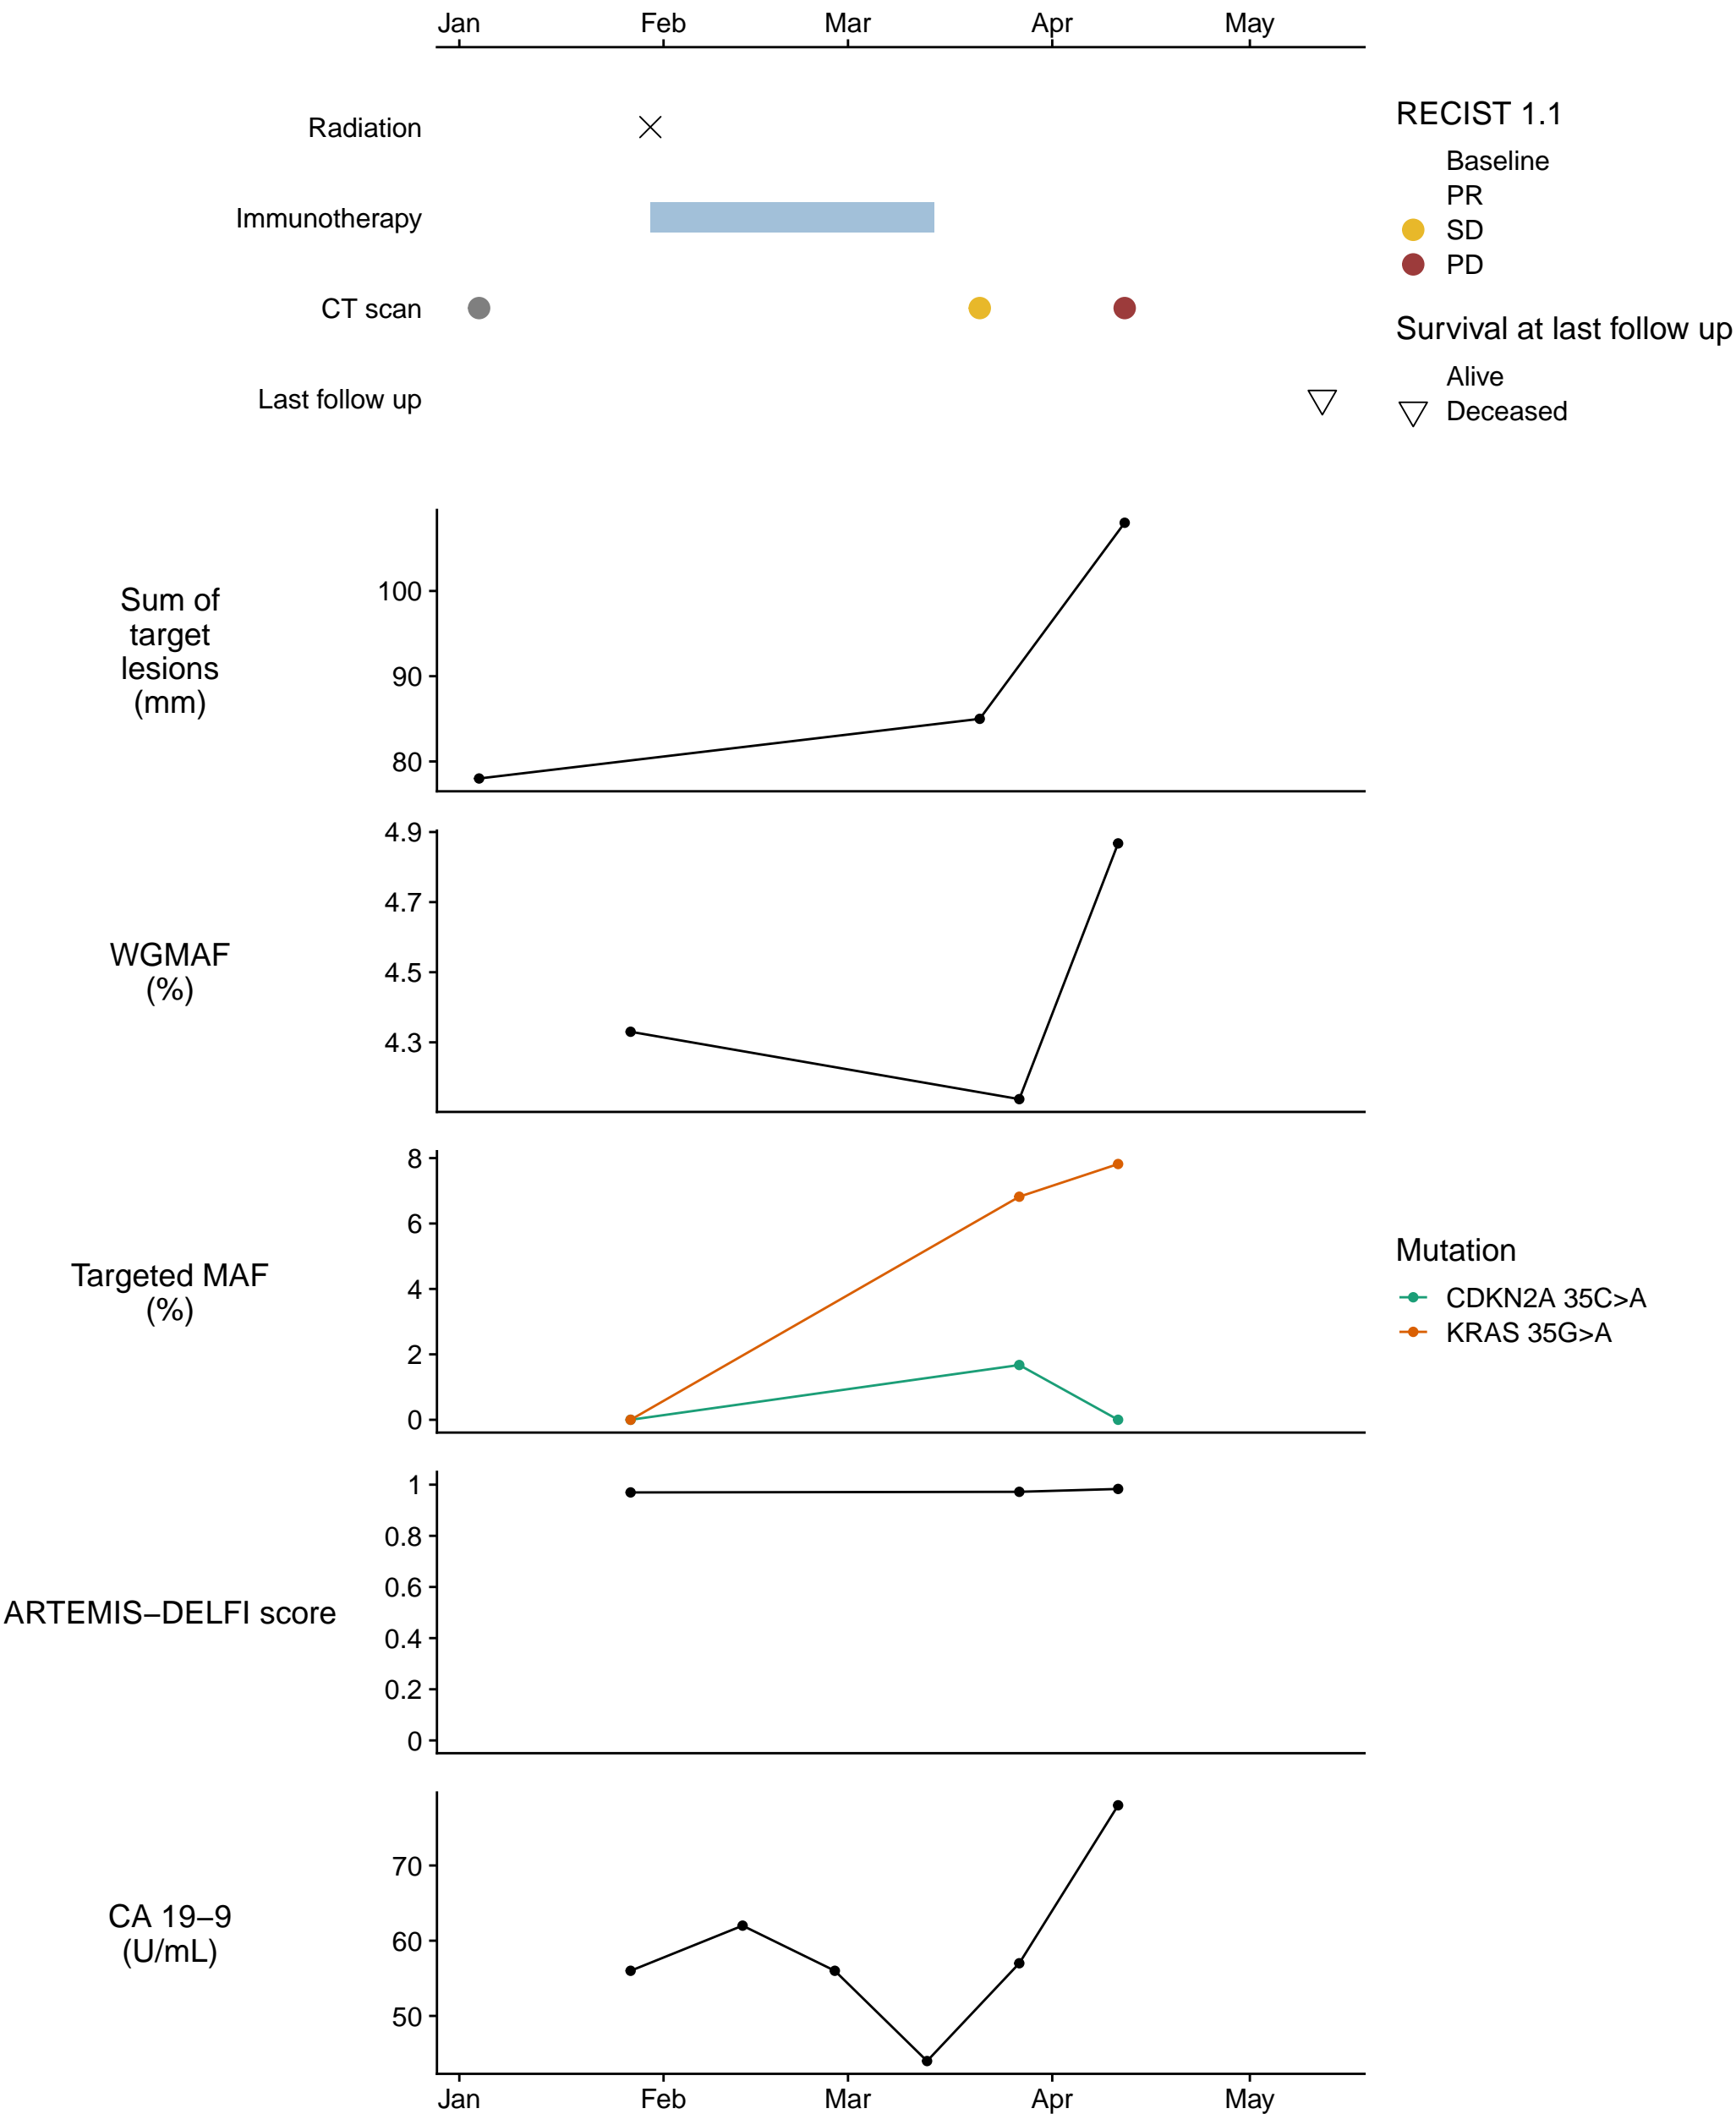 Jan Feb Mar Apr May
Radiation
Immunotherapy
CT scan
Last follow up
RECIST 1.1
Baseline
PR
SD
PD
Survival at last follow up
Alive
Deceased
Sum of
target
lesions
(mm)
100
90
80
WGMAF
(%)
4.9
4.7
4.5
4.3
Targeted MAF
(%)
8
6
4
2
0
Mutation
CDKN2A 35C>A
KRAS 35G>A
ARTEMIS−DELFI score
1
0.8
0.6
0.4
0.2
0
CA 19−9
(U/mL)
70
60
50
Jan Feb Mar Apr May